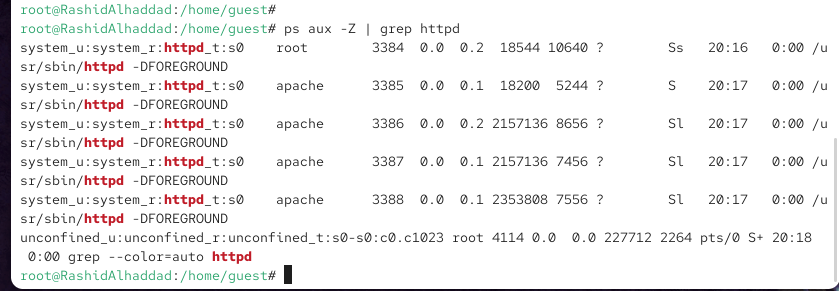 root@RashidAlhaddad:/home/guest#
root@RashidAlhaddad:/home/guest# ps aux -Z | grep httpd
system_u:system_r:httpd_t:s0    root        3384  0.0  0.2  18544 10640 ?        Ss   20:16   0:00 /u
sr/sbin/httpd -DFOREGROUND
system_u:system_r:httpd_t:s0    apache      3385  0.0  0.1  18200  5244 ?        S    20:17   0:00 /u
sr/sbin/httpd -DFOREGROUND
system_u:system_r:httpd_t:s0    apache      3386  0.0  0.2 2157136 8656 ?        Sl   20:17   0:00 /u
sr/sbin/httpd -DFOREGROUND
system_u:system_r:httpd_t:s0    apache      3387  0.0  0.1 2157136 7456 ?        Sl   20:17   0:00 /u
sr/sbin/httpd -DFOREGROUND
system_u:system_r:httpd_t:s0    apache      3388  0.0  0.1 2353808 7556 ?        Sl   20:17   0:00 /u
sr/sbin/httpd -DFOREGROUND
unconfined_u:unconfined_r:unconfined_t:s0-s0:c0.c1023 root 4114 0.0  0.0 227712 2264 pts/0 S+ 20:18
 0:00 grep --color=auto httpd
root@RashidAlhaddad:/home/guest#